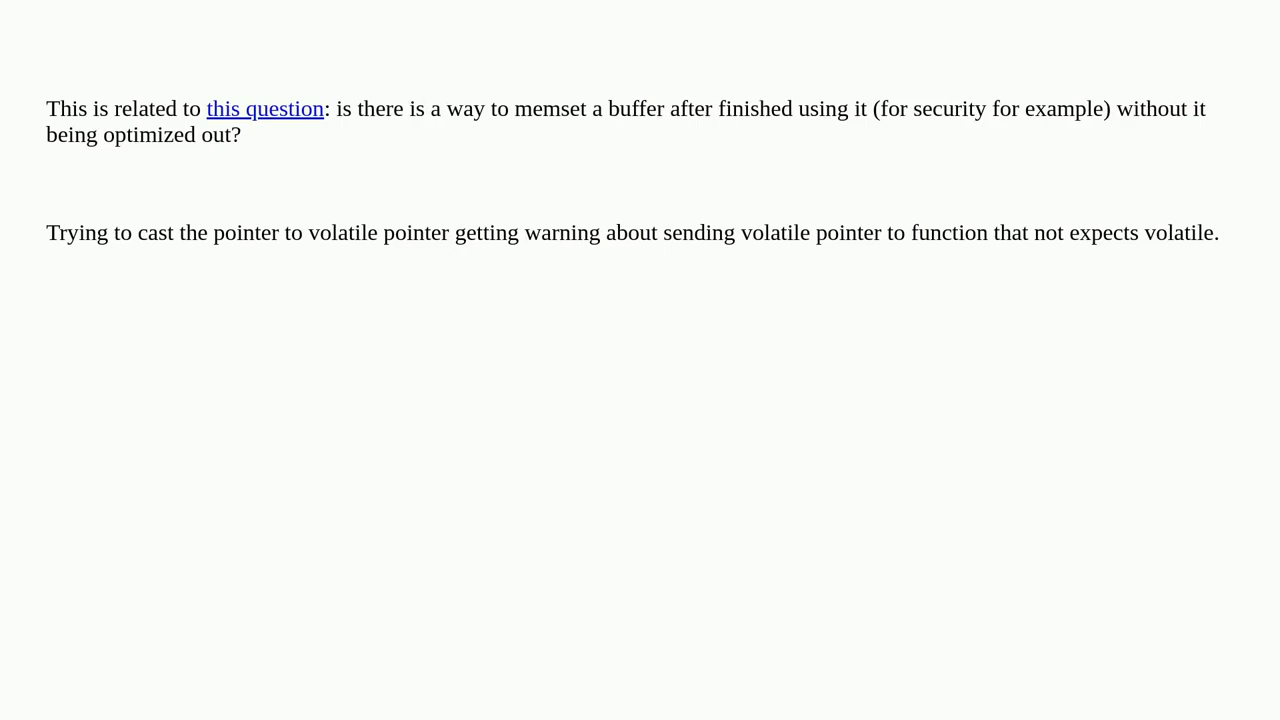 This is related to this question: is there is a way to memset a buffer after finished using it (for security for example) without it
being optimized out?
Trying to cast the pointer to volatile pointer getting warning about sending volatile pointer to function that not expects volatile.